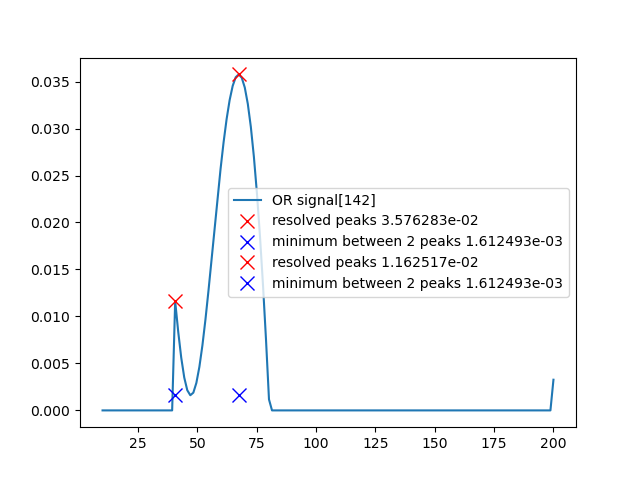 0.035
0.030
0.025
0.020
0.015
0.010
0.005
0.000
OR signal[142]
resolved peaks 3.576283e-02
minimum between 2 peaks 1.612493e-03
resolved peaks 1.162517e-02
minimum between 2 peaks 1.612493e-03
25 50 75 100 125 150 175 200